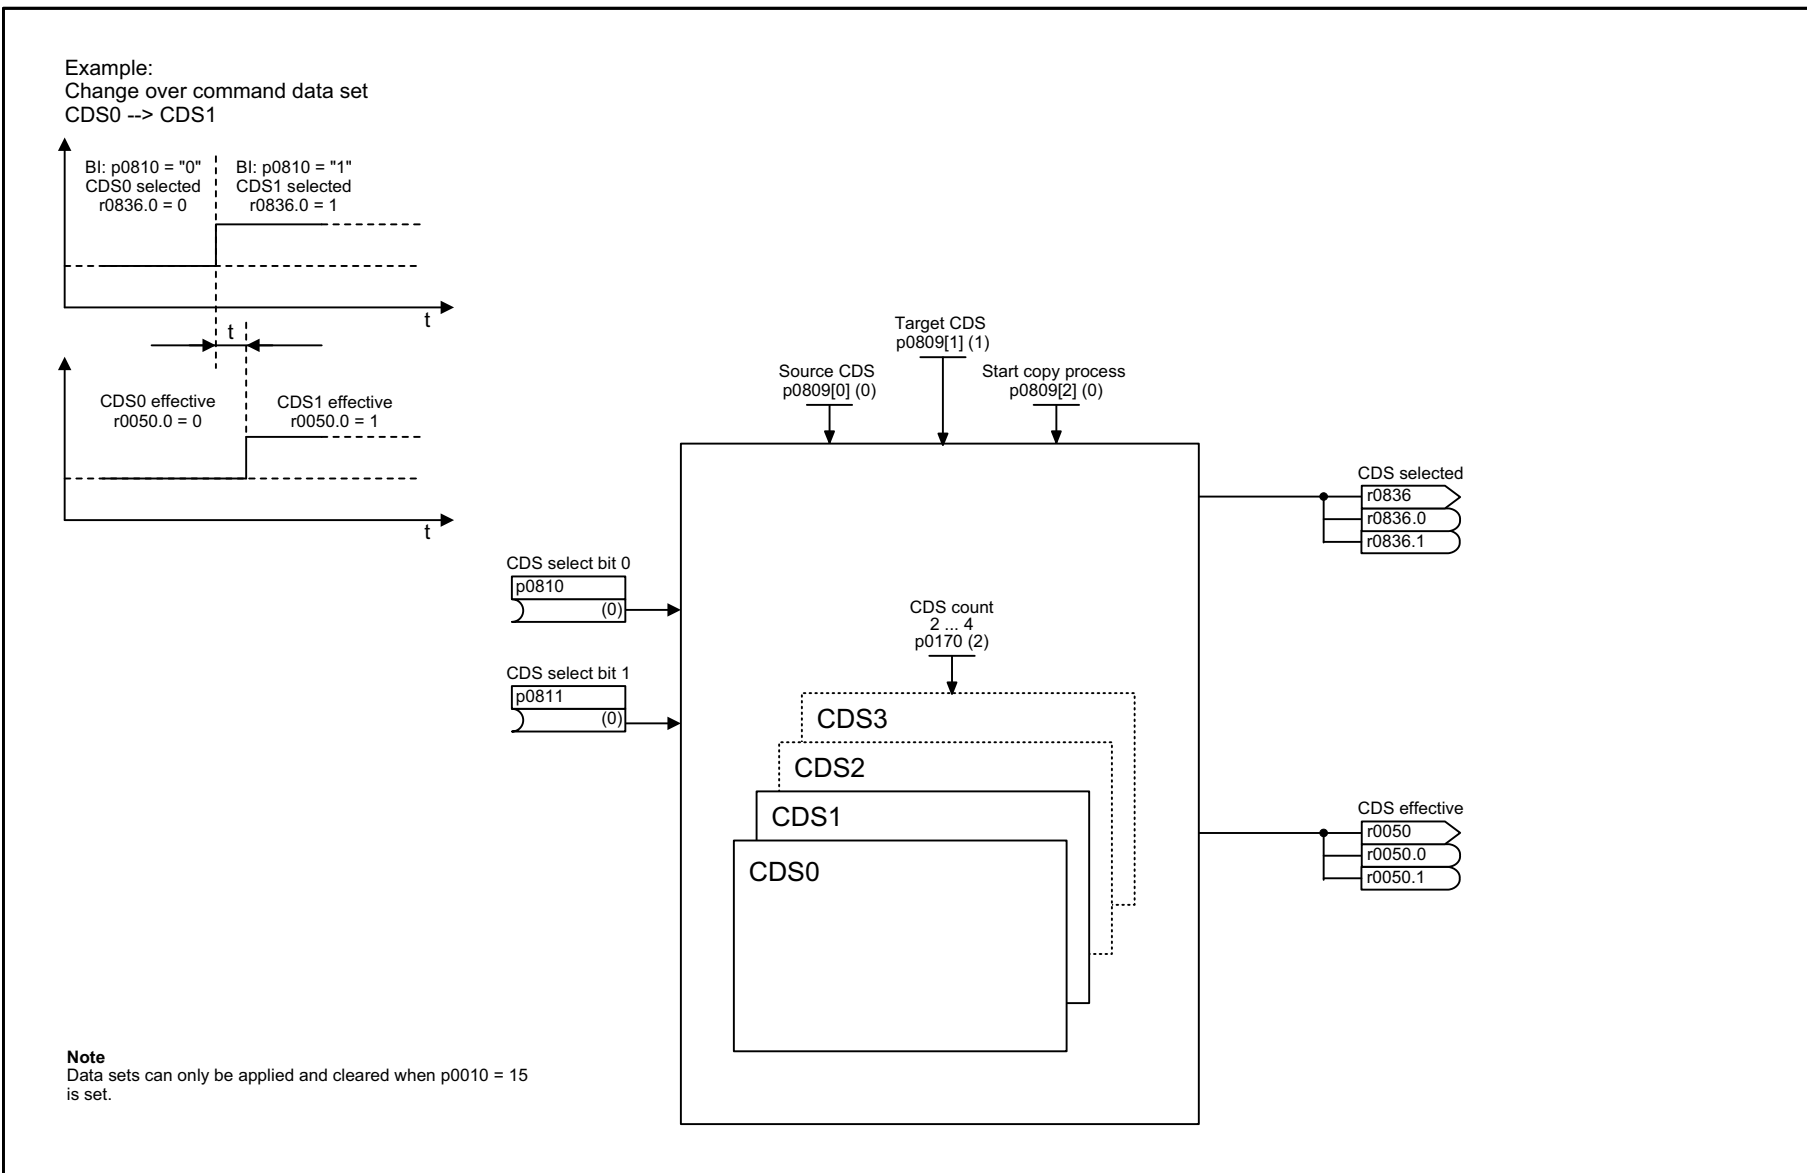 Example:
Change over command data set
CDS0 --> CDS1
BI: p0810 = "0"
CDS0 selected
r0836.0 = 0
BI: p0810 = "1"
CDS1 selected
r0836.0 = 1
t
t
CDS0 effective
r0050.0 = 0
CDS1 effective
r0050.0 = 1
t
Target CDS
p0809[1] (1)
Source CDS
p0809[0] (0)
Start copy process
p0809[2] (0)
CDS selected
r0836
r0836.0
r0836.1
CDS select bit 0
p0810
(0)
CDS select bit 1
p0811
(0)
CDS count
2 ... 4
p0170 (2)
CDS3
CDS2
CDS1
CDS0
CDS effective
r0050
r0050.0
r0050.1
Note
Data sets can only be applied and cleared when p0010 = 15
is set.